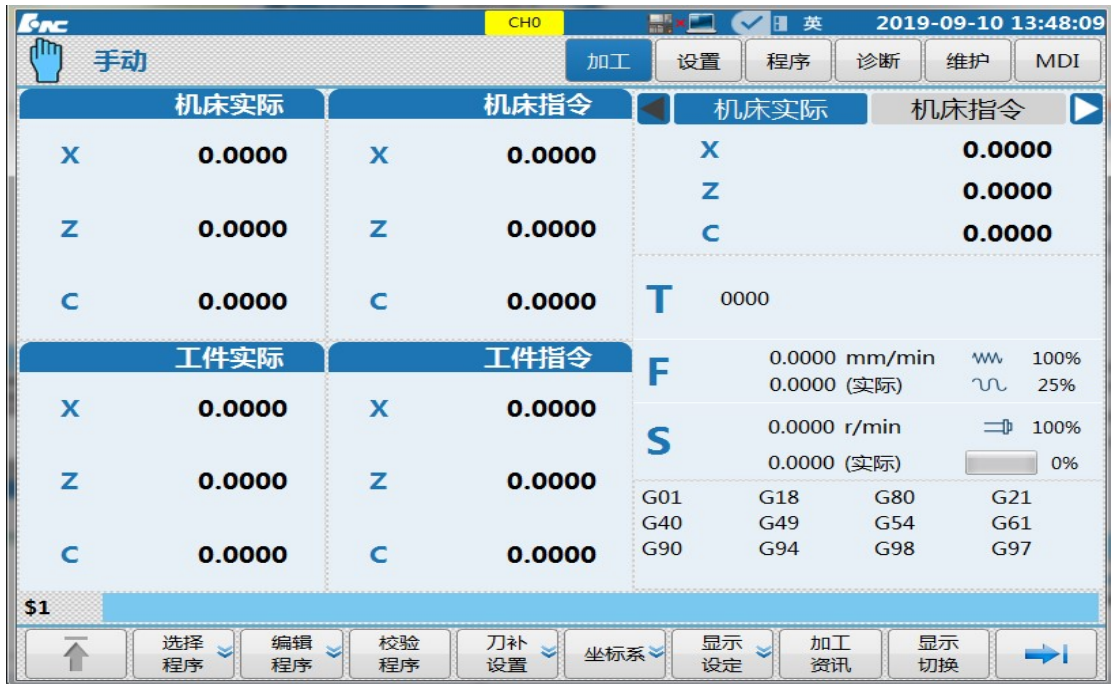 CH0 英 2019-09-10 13:48:09
手动 加工 设置 程序 诊断 维护 MDI
机床实际 机床指令 机床实际 机床指令
X 0.0000 X 0.0000 X 0.0000
Z 0.0000
Z 0.0000 Z 0.0000 C 0.0000
C 0.0000 C 0.0000 T 0000
工件实际 工件指令
F 0.0000 mm/min 100%
0.0000 (实际) 25%
X 0.0000 X 0.0000
S 0.0000 r/min 100%
0.0000 (实际) 0%
Z 0.0000 Z 0.0000
G01 G18 G80 G21
G40 G49 G54 G61
G90 G94 G98 G97
C 0.0000 C 0.0000
$1
选择程序 编辑程序 校验程序 刀补设置 坐标系 显示设定 加工资讯 显示切换